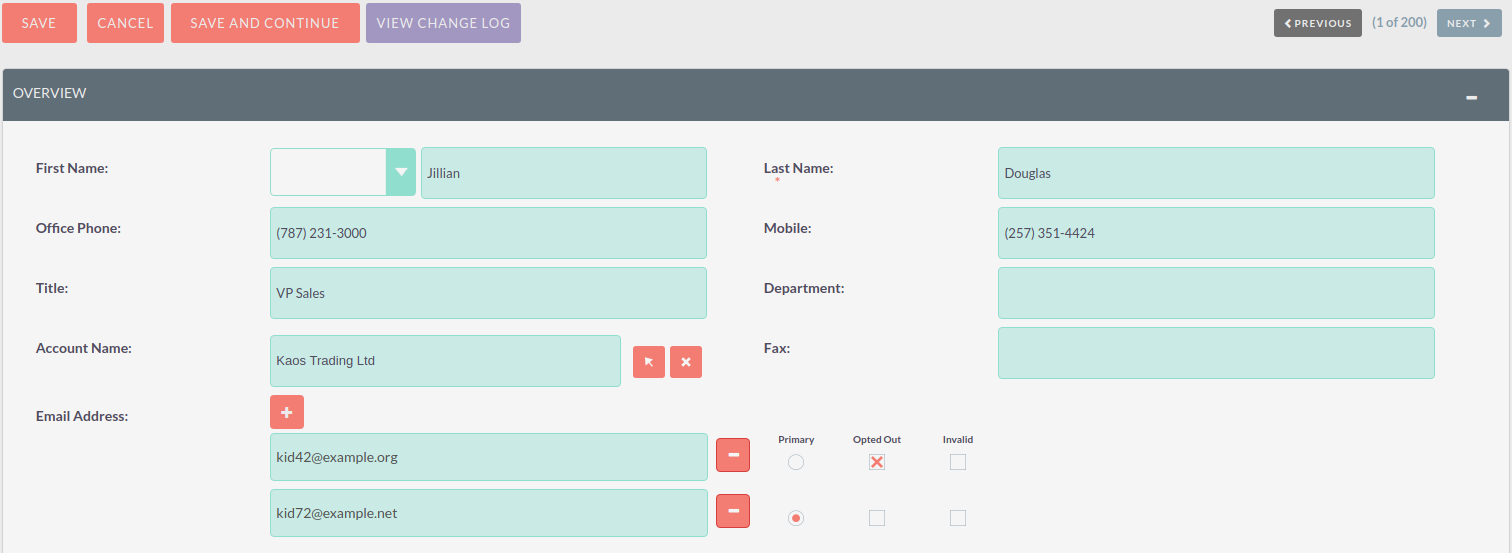 SAVE CANCEL SAVE AND CONTINUE VIEW CHANGE LOG PREVIOUS (1 of 200) NEXT
OVERVIEW
First Name: Jillian Last Name: Douglas
*
Office Phone: (787) 231-3000 Mobile: (257) 351-4424
Title: VP Sales Department:
Account Name: Kaos Trading Ltd Fax:
Email Address:
Primary Opted Out Invalid
kid42@example.org
kid72@example.net